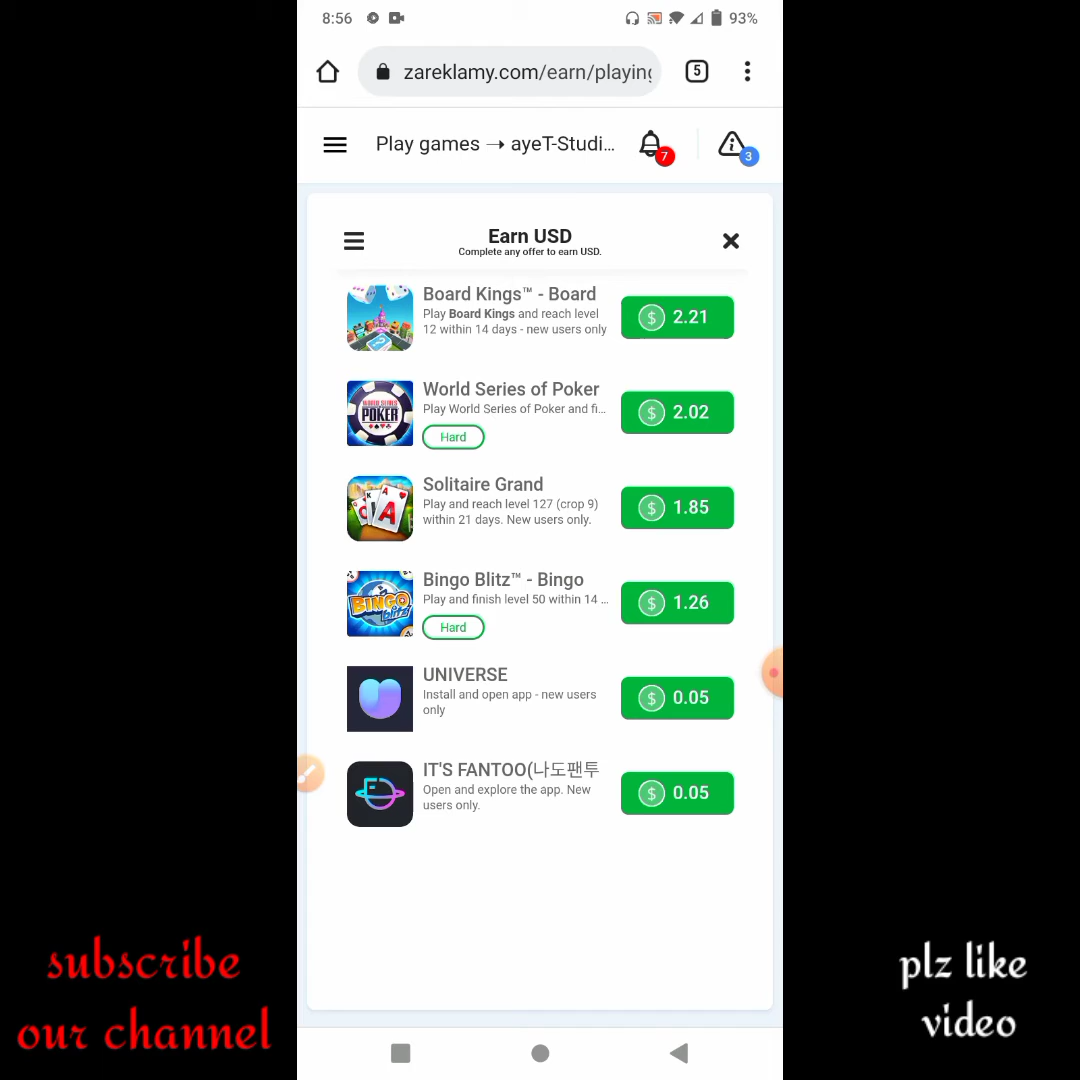 8:56
93%
zareklamy.com/earn/playing
5
Play games → ayeT-Studi...
7
3
Earn USD
Complete any offer to earn USD.
Board Kings™ - Board
Play Board Kings and reach level
12 within 14 days - new users only
$ 2.21
World Series of Poker
Play World Series of Poker and fi...
Hard
$ 2.02
WORLD SERIES
POKER
Solitaire Grand
Play and reach level 127 (crop 9)
within 21 days. New users only.
$ 1.85
K A
A
Bingo Blitz™ - Bingo
Play and finish level 50 within 14 ...
Hard
$ 1.26
BINGO
blitz
UNIVERSE
Install and open app - new users
only
$ 0.05
IT'S FANTOO(나도팬투
Open and explore the app. New
users only.
$ 0.05
subscribe
our channel
plz like
video